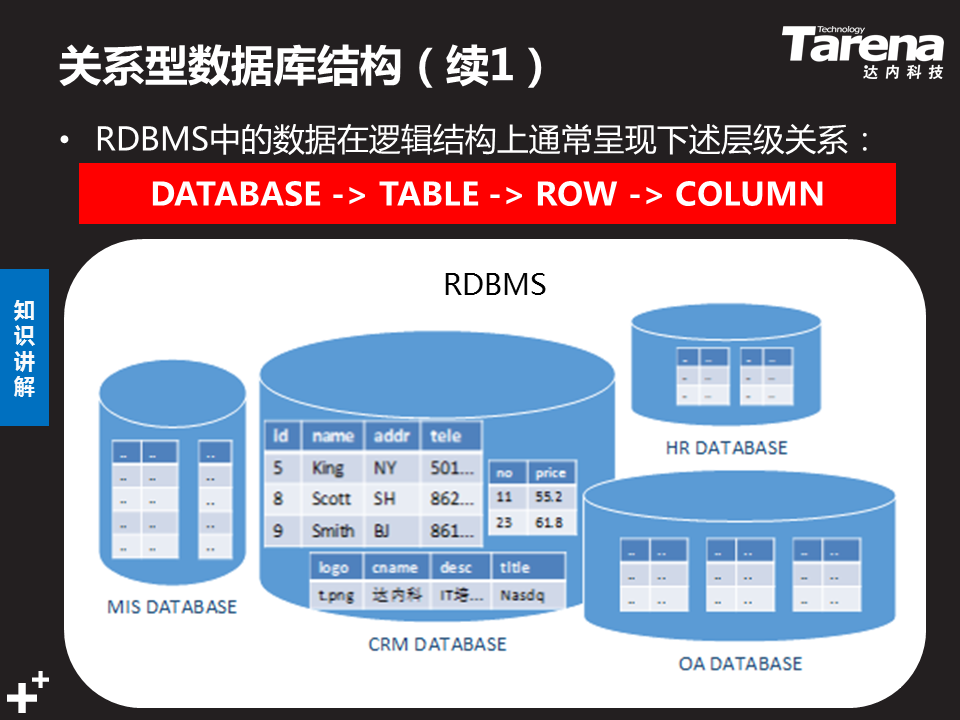 关系型数据库结构（续1）
Technology
Tarena
达内科技
• RDBMS中的数据在逻辑结构上通常呈现下述层级关系：
DATABASE -> TABLE -> ROW -> COLUMN
知识讲解
RDBMS
Id name addr tele
5 King NY 501...
8 Scott SH 862...
9 Smith BJ 861...
no price
11 55.2
23 61.8
logo cname desc title
t.png 达内科 IT培... Nasdq
MIS DATABASE
CRM DATABASE
.. .. .. ..
.. .. .. ..
.. .. .. ..
HR DATABASE
.. .. .. .. .. ..
.. .. .. .. .. ..
.. .. .. .. .. ..
OA DATABASE
.. .. ..
.. .. ..
.. .. ..
.. .. ..
.. .. ..